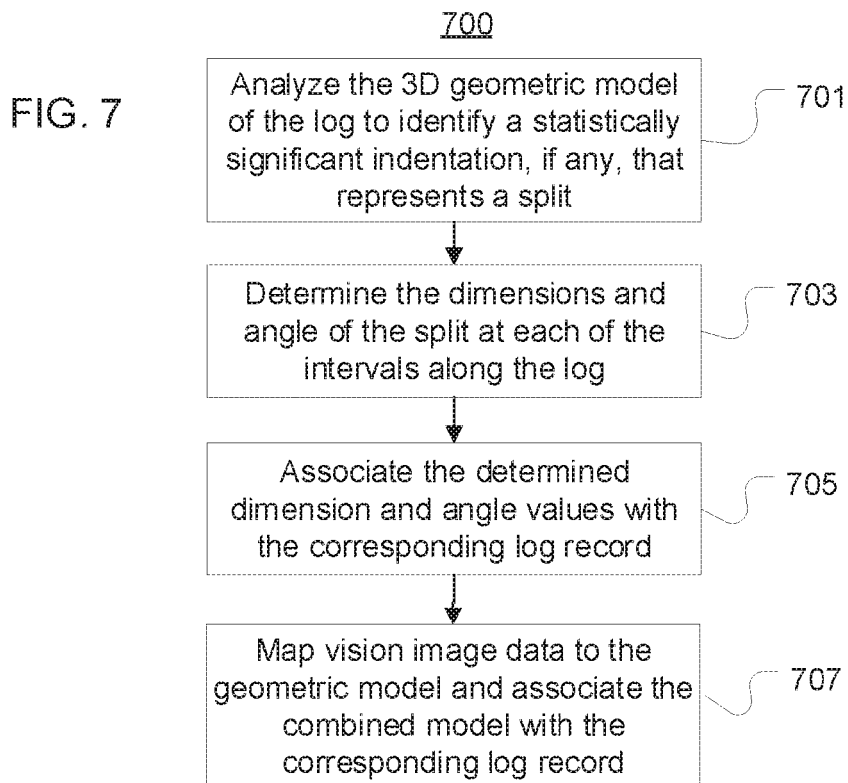 700
FIG. 7
Analyze the 3D geometric model
of the log to identify a statistically
significant indentation, if any, that
represents a split
701
Determine the dimensions and
angle of the split at each of the
intervals along the log
703
Associate the determined
dimension and angle values with
the corresponding log record
705
Map vision image data to the
geometric model and associate the
combined model with the
corresponding log record
707